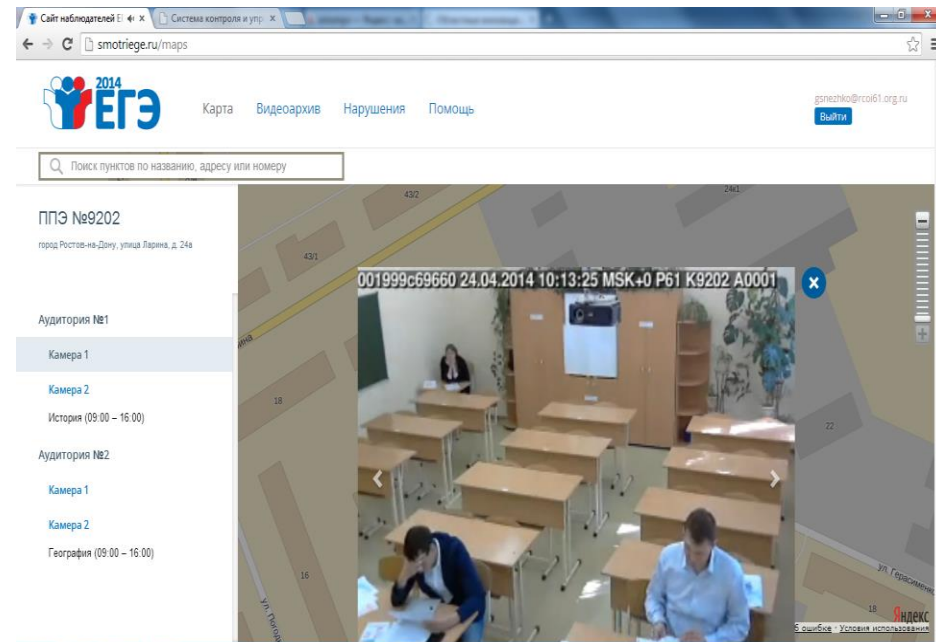 Сайт наблюдателей Е
Система контроля и упр
smotriege.ru/maps
2014
ЕГЭ
Карта
Видеоархив
Нарушения
Помощь
gsnezhko@rcoi61.org.ru
Выйти
Поиск пунктов по названию, адресу или номеру
ППЭ №9202
город Ростов-на-Дону, улица Ларина, д. 24а
Аудитория №1
Камера 1
Камера 2
История (09:00 – 16:00)
Аудитория №2
Камера 1
Камера 2
География (09:00 – 16:00)
43/2
24к1
43/1
001999c69660 24.04.2014 10:13:25 MSK+0 P61 K9202 A0001
18
22
16
ул. Герасименк
18
Яндекс
б ошибке · Условия использования